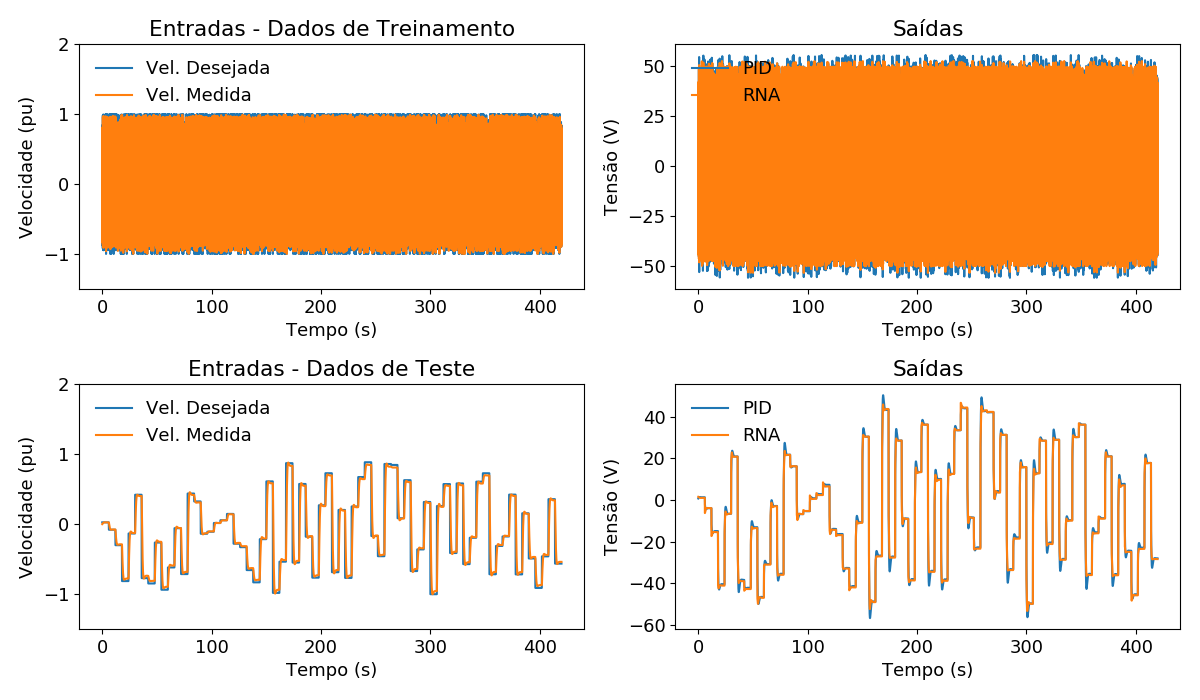 Entradas - Dados de Treinamento
2
1
0
−1
Velocidade (pu)
Vel. Desejada
Vel. Medida
0 100 200 300 400
Tempo (s)
Saídas
50
25
0
−25
−50
Tensão (V)
PID
RNA
0 100 200 300 400
Tempo (s)
Entradas - Dados de Teste
2
1
0
−1
Velocidade (pu)
Vel. Desejada
Vel. Medida
0 100 200 300 400
Tempo (s)
Saídas
40
20
0
−20
−40
−60
Tensão (V)
PID
RNA
0 100 200 300 400
Tempo (s)